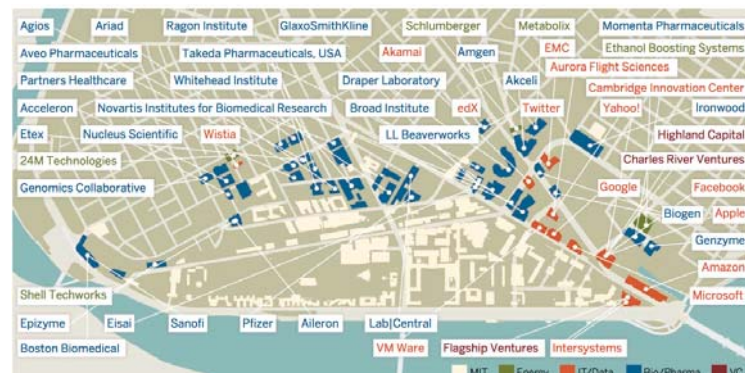 Agios Ariad Ragon Institute GlaxoSmithKline Schlumberger Metabolix Momenta Pharmaceuticals
Aveo Pharmaceuticals Takeda Pharmaceuticals, USA Akamai Amgen EMC Ethanol Boosting Systems
Aurora Flight Sciences
Partners Healthcare Whitehead Institute Draper Laboratory Akceli
Cambridge Innovation Center
Acceleron Novartis Institutes for Biomedical Research Broad Institute edX Twitter Yahoo! Ironwood
Etex Nucleus Scientific Wistia LL Beaverworks Highland Capital
24M Technologies Charles River Ventures
Genomics Collaborative Google Facebook
Biogen Apple
Genzyme
Amazon
Shell Techworks Microsoft
Epizyme Eisai Sanofi Pfizer Aileron Lab|Central
Boston Biomedical VM Ware Flagship Ventures Intersystems
MIT Energy IT/Data Bio/Pharma VC